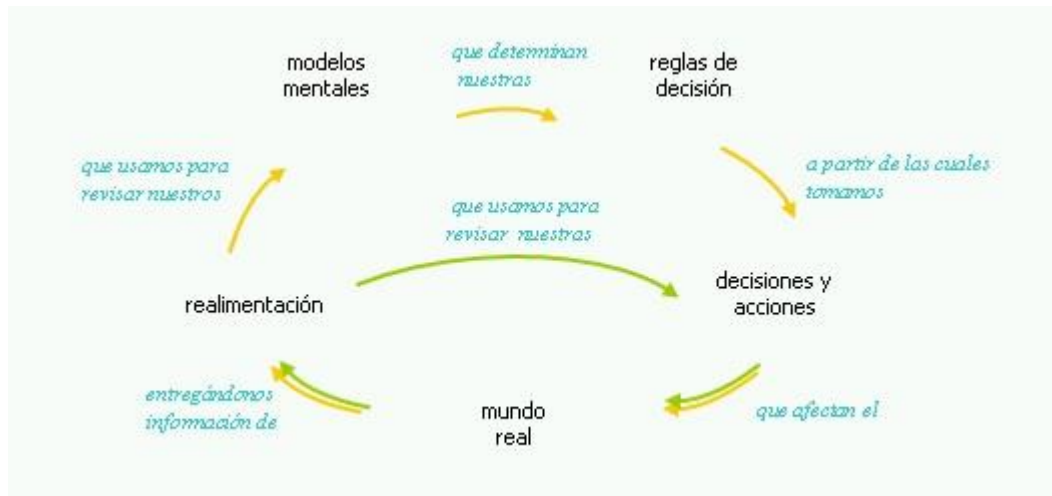 modelos
mentales
que determinan
nuestras
reglas de
decisión
que usamos para
revisar nuestros
a partir de las cuales
tomamos
que usamos para
revisar nuestras
realimentación
decisiones y
acciones
entregándonos
información de
mundo
real
que afectan el